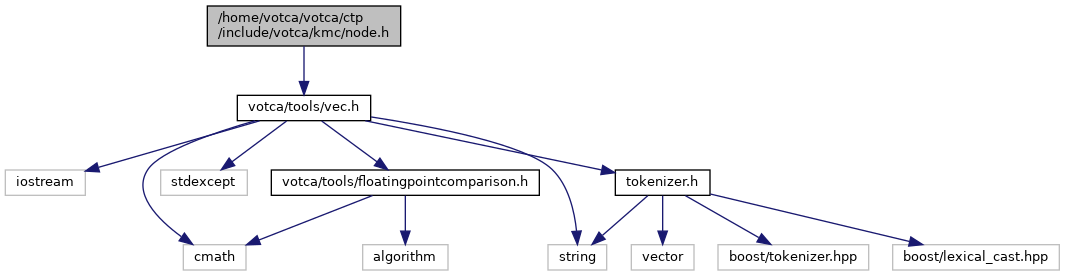 /home/votca/votca/ctp
/include/votca/kmc/node.h
votca/tools/vec.h
iostream
stdexcept
votca/tools/floatingpointcomparison.h
tokenizer.h
cmath
algorithm
string
vector
boost/tokenizer.hpp
boost/lexical_cast.hpp